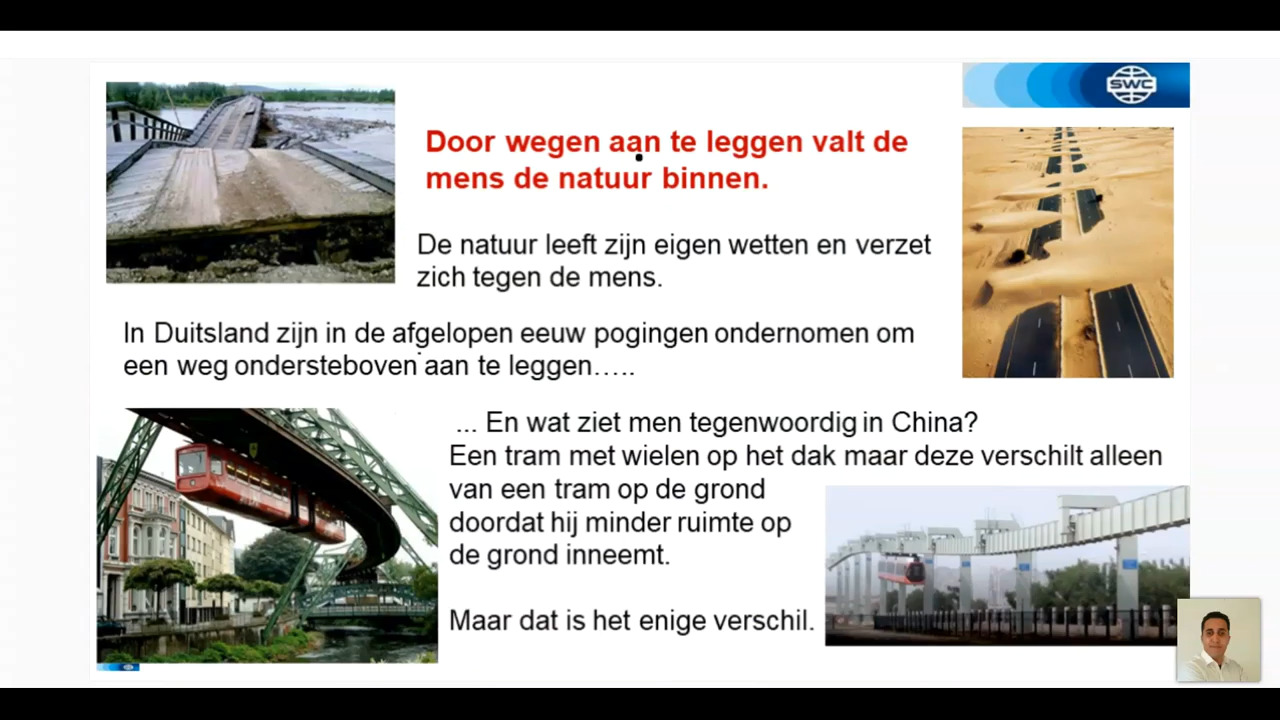 SWC
Door wegen aan te leggen valt de
mens de natuur binnen.
De natuur leeft zijn eigen wetten en verzet
zich tegen de mens.
In Duitsland zijn in de afgelopen eeuw pogingen ondernomen om
een weg ondersteboven aan te leggen…..
... En wat ziet men tegenwoordig in China?
Een tram met wielen op het dak maar deze verschilt alleen
van een tram op de grond
doordat hij minder ruimte op
de grond inneemt.
Maar dat is het enige verschil.